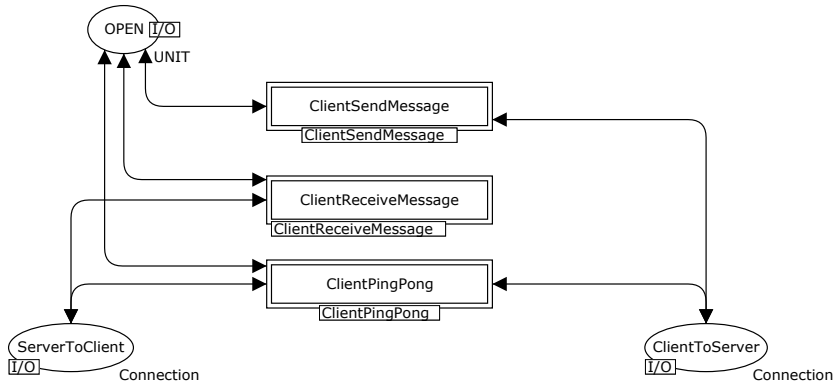 OPEN I/O
UNIT
ClientSendMessage
ClientSendMessage
ClientReceiveMessage
ClientReceiveMessage
ClientPingPong
ClientPingPong
ServerToClient
I/O
Connection
ClientToServer
I/O
Connection